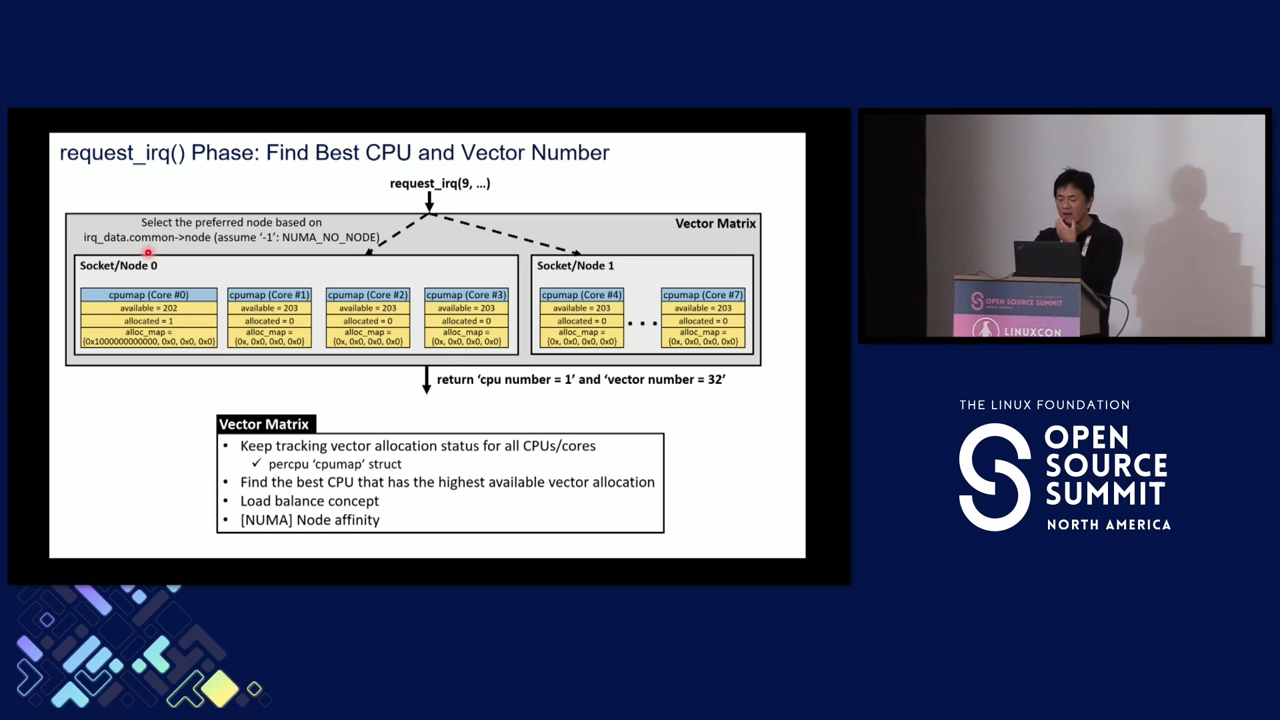 request_irq() Phase: Find Best CPU and Vector Number
request_irq(9, ...)
Select the preferred node based on
irq_data.common->node (assume '-1': NUMA_NO_NODE)
Vector Matrix
Socket/Node 0
cpumap (Core #0)
available = 202
allocated = 1
alloc_map =
{0x1000000000000, 0x0, 0x0, 0x0}
cpumap (Core #1)
available = 203
allocated = 0
alloc_map =
{0x, 0x0, 0x0, 0x0}
cpumap (Core #2)
available = 203
allocated = 0
alloc_map =
{0x, 0x0, 0x0, 0x0}
cpumap (Core #3)
available = 203
allocated = 0
alloc_map =
{0x, 0x0, 0x0, 0x0}
Socket/Node 1
cpumap (Core #4)
available = 203
allocated = 0
alloc_map =
{0x, 0x0, 0x0, 0x0}
. . .
cpumap (Core #7)
available = 203
allocated = 0
alloc_map =
{0x, 0x0, 0x0, 0x0}
return 'cpu number = 1' and 'vector number = 32'
Vector Matrix
• Keep tracking vector allocation status for all CPUs/cores
✓ percpu 'cpumap' struct
• Find the best CPU that has the highest available vector allocation
• Load balance concept
• [NUMA] Node affinity
OPEN SOURCE SUMMIT
LINUXCON
THE LINUX FOUNDATION
OPEN
SOURCE
SUMMIT
NORTH AMERICA